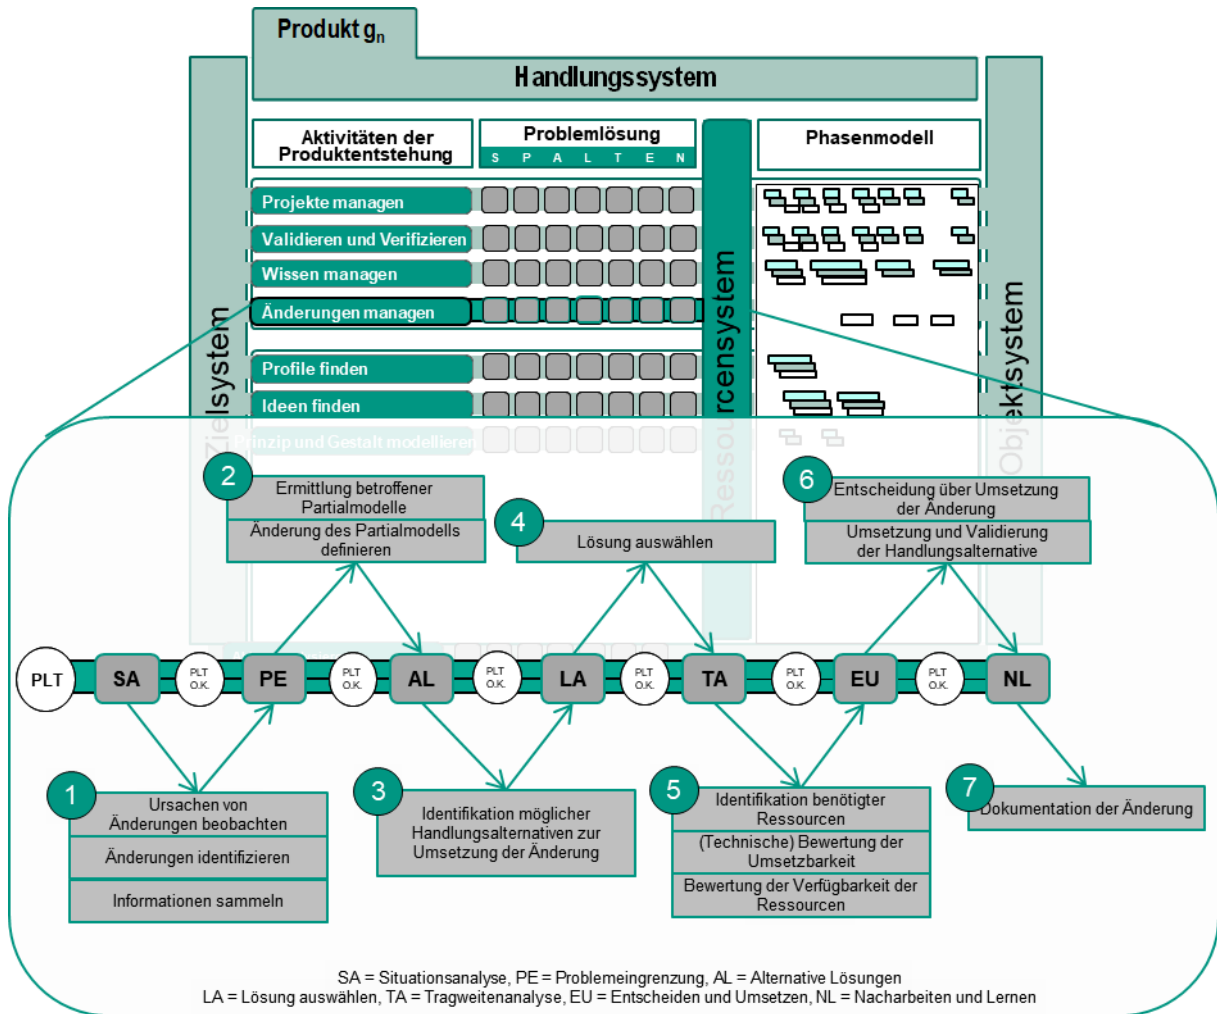 Produkt gn
Handlungssystem
Zielsystem
Aktivitäten der
Produktentstehung
Problemlösung
S P A L T E N
Ressourcensystem
Phasenmodell
Objektsystem
Projekte managen
Validieren und Verifizieren
Wissen managen
Änderungen managen
Profile finden
Ideen finden
Prinzip und Gestalt modellieren
2
Ermittlung betroffener
Partialmodelle
Änderung des Partialmodells
definieren
4
Lösung auswählen
6
Entscheidung über Umsetzung
der Änderung
Umsetzung und Validierung
der Handlungsalternative
PLT
SA
PLT
O.K.
PE
PLT
O.K.
AL
PLT
O.K.
LA
PLT
O.K.
TA
PLT
O.K.
EU
PLT
O.K.
NL
1
Ursachen von
Änderungen beobachten
Änderungen identifizieren
Informationen sammeln
3
Identifikation möglicher
Handlungsalternativen zur
Umsetzung der Änderung
5
Identifikation benötigter
Ressourcen
(Technische) Bewertung der
Umsetzbarkeit
Bewertung der Verfügbarkeit der
Ressourcen
7
Dokumentation der Änderung
SA = Situationsanalyse, PE = Problemeingrenzung, AL = Alternative Lösungen
LA = Lösung auswählen, TA = Tragweitenanalyse, EU = Entscheiden und Umsetzen, NL = Nacharbeiten und Lernen